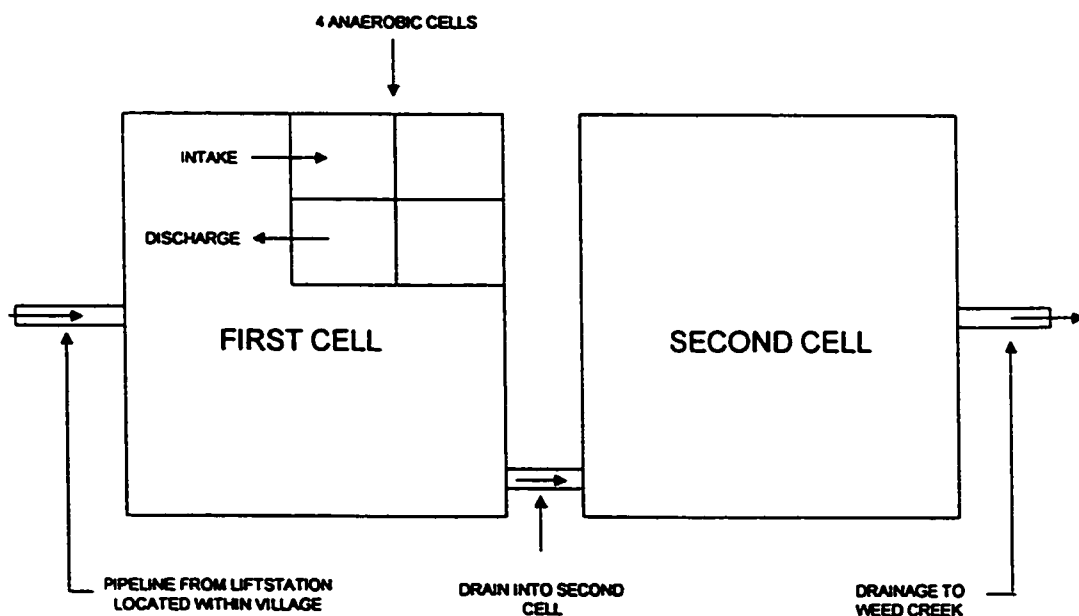 4 ANAEROBIC CELLS
INTAKE
DISCHARGE
FIRST CELL
SECOND CELL
PIPELINE FROM LIFTSTATION
LOCATED WITHIN VILLAGE
DRAIN INTO SECOND
CELL
DRAINAGE TO
WEED CREEK